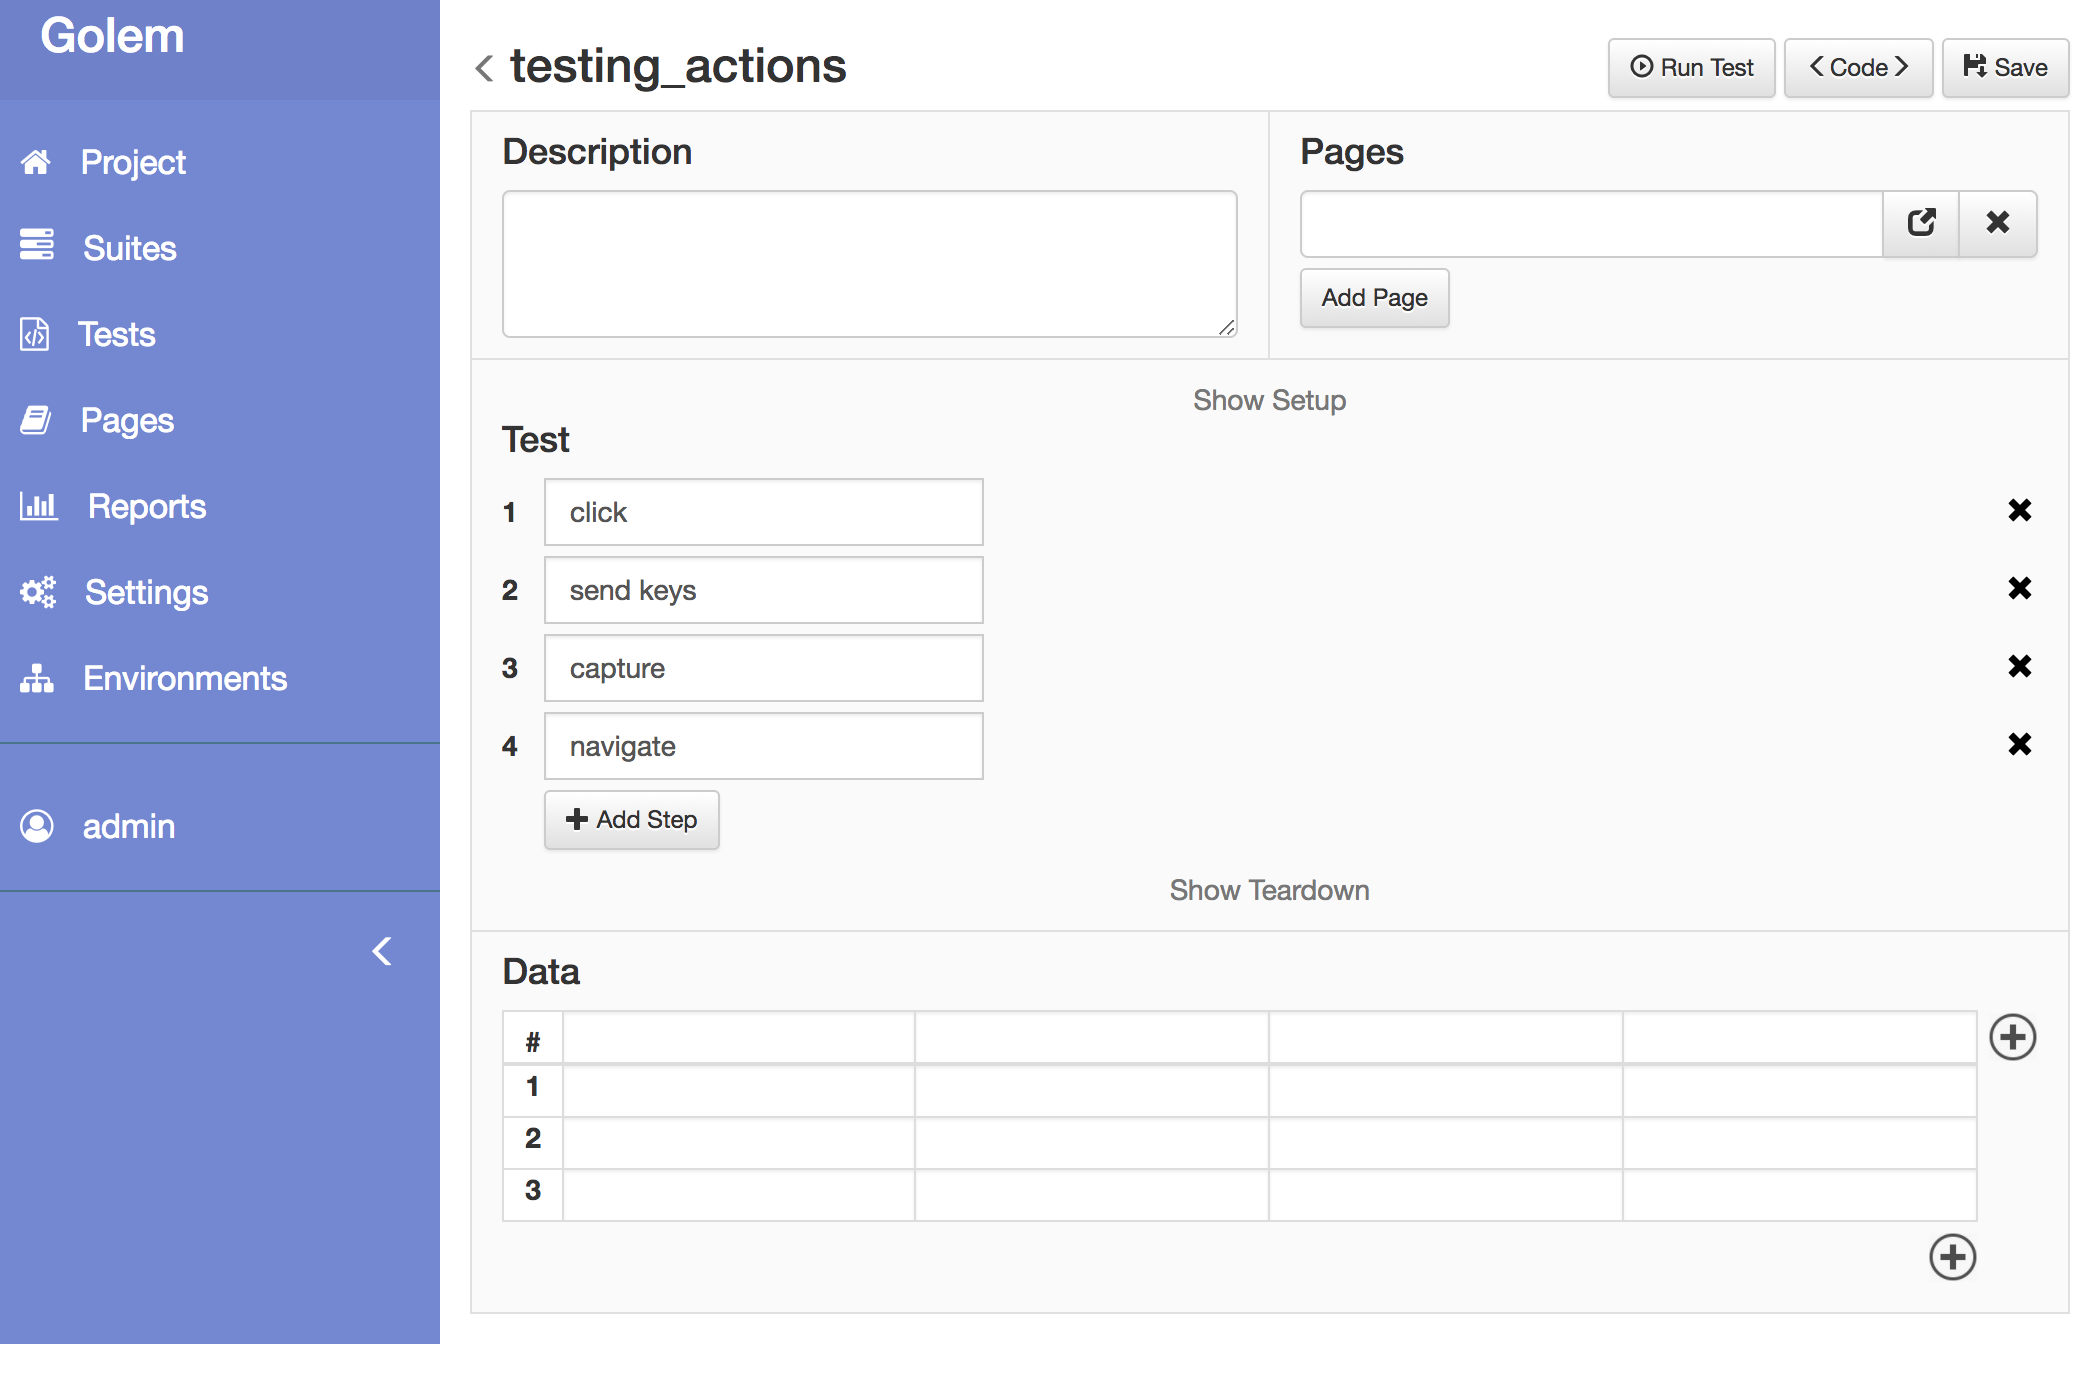 Golem
Project
Suites
Tests
Pages
Reports
Settings
Environments
admin
testing_actions
Run Test
Code
Save
Description
Pages
Add Page
Show Setup
Test
1 click
2 send keys
3 capture
4 navigate
Add Step
Show Teardown
Data
#
1
2
3